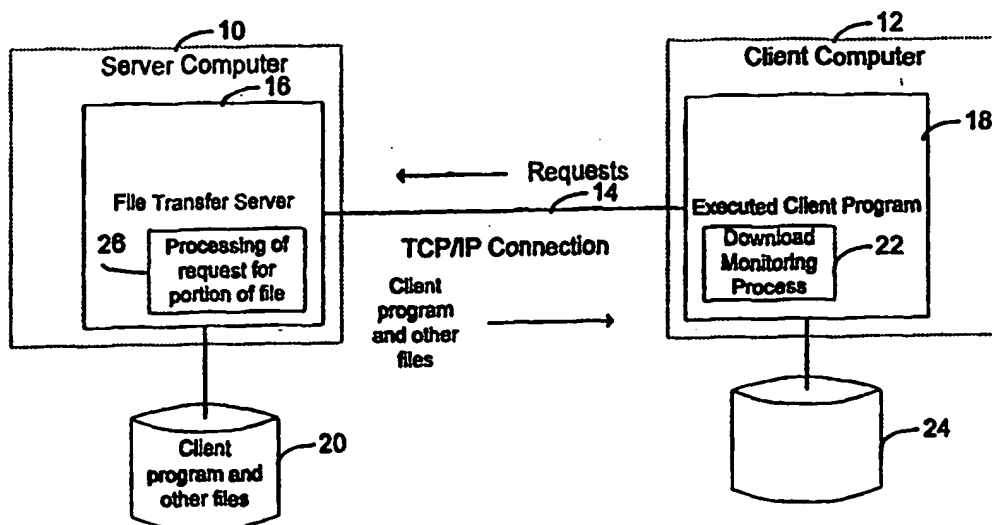 10
Server Computer
16
File Transfer Server
26
Processing of
request for
portion of file
20
Client
program and
other files
Requests
14
TCP/IP Connection
Client
program
and other
files
12
Client Computer
18
Executed Client Program
Download
Monitoring
Process
22
24